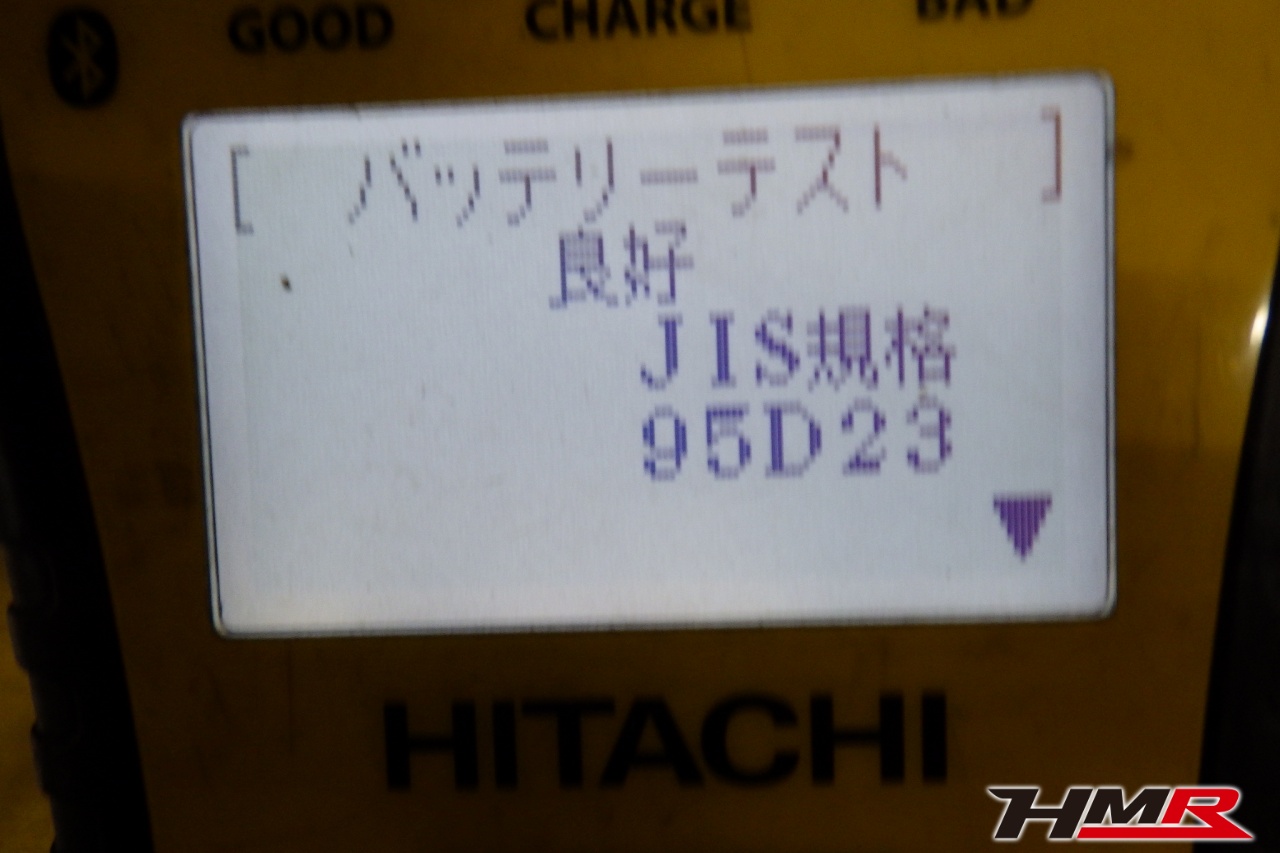 GOOD CHARGE BAD
[ バッテリーテスト ]
良好
JIS規格
95D23
▼
HITACHI
HMR